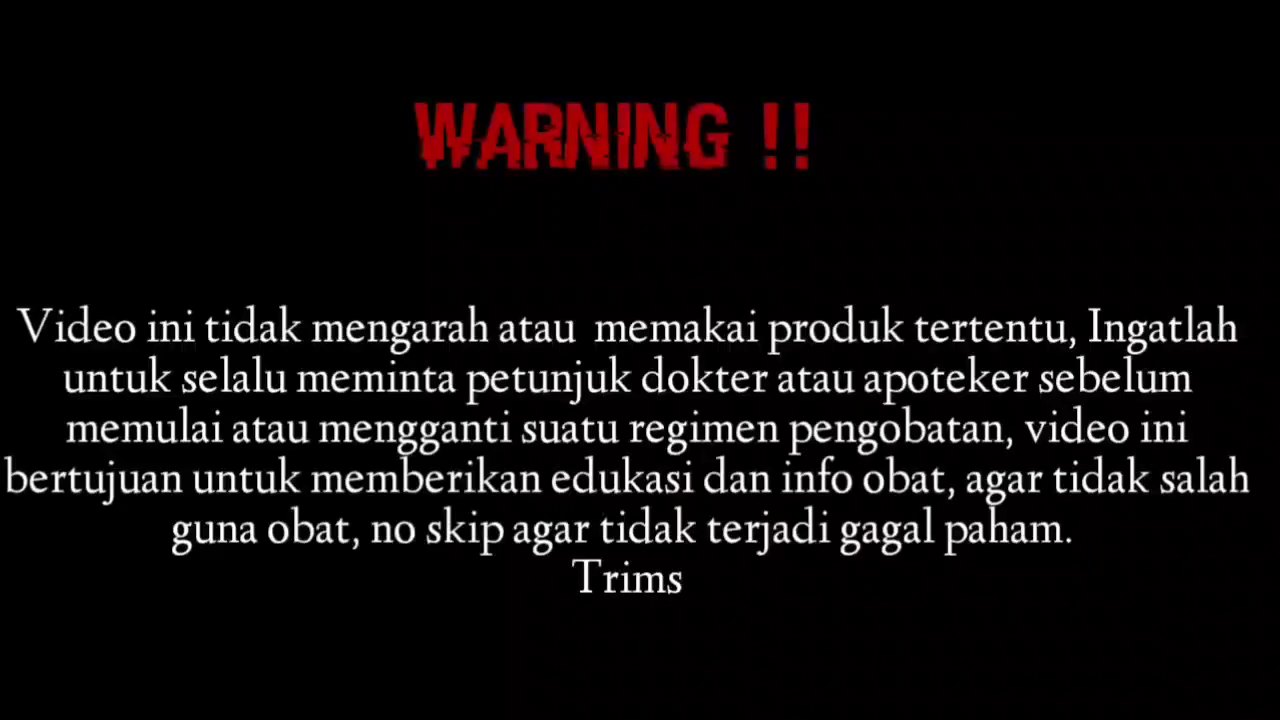 WARNING !!
Video ini tidak mengarah atau memakai produk tertentu, Ingatlah
untuk selalu meminta petunjuk dokter atau apoteker sebelum
memulai atau mengganti suatu regimen pengobatan, video ini
bertujuan untuk memberikan edukasi dan info obat, agar tidak salah
guna obat, no skip agar tidak terjadi gagal paham.
Trims